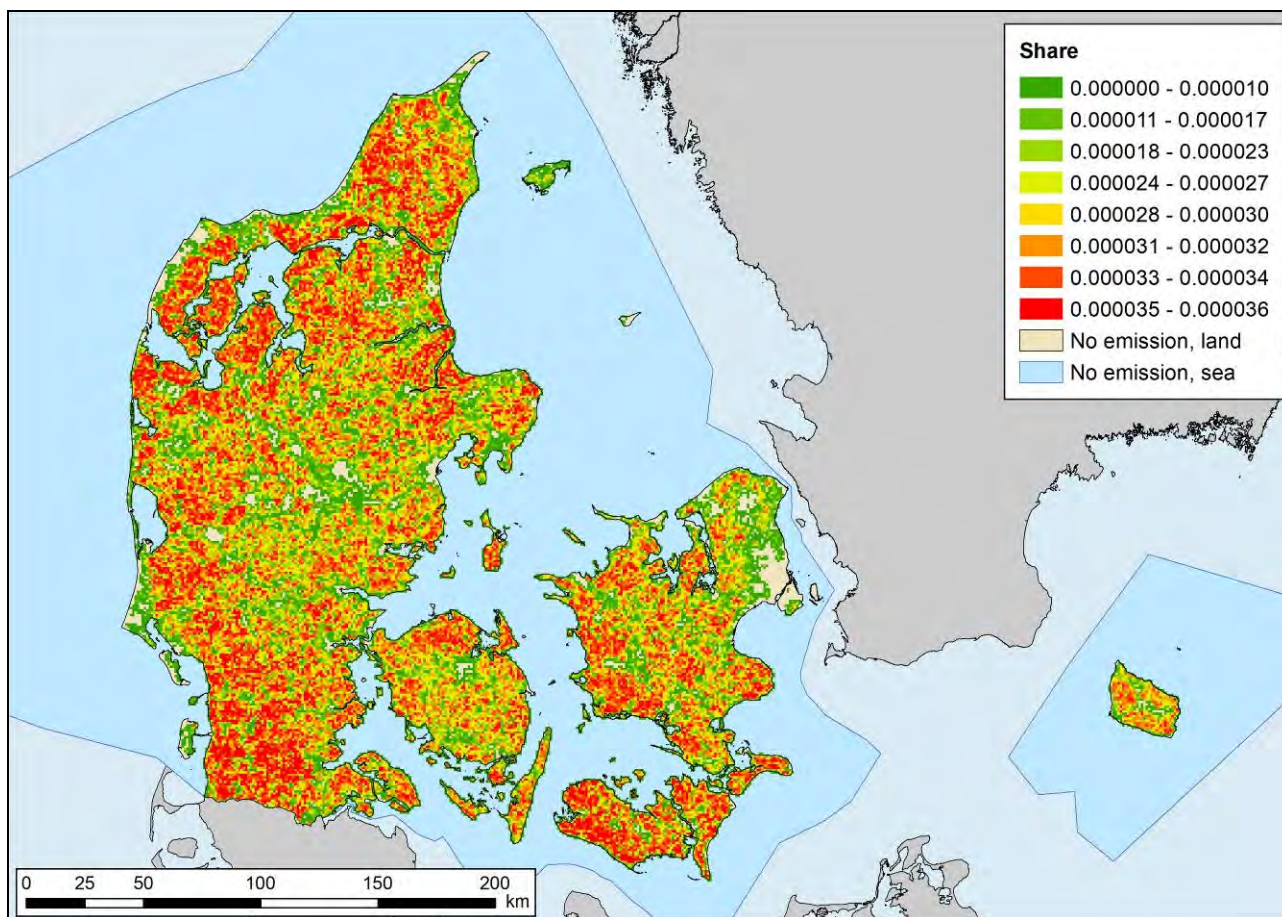 Share
0.000000 - 0.000010
0.000011 - 0.000017
0.000018 - 0.000023
0.000024 - 0.000027
0.000028 - 0.000030
0.000031 - 0.000032
0.000033 - 0.000034
0.000035 - 0.000036
No emission, land
No emission, sea
0 25 50 100 150 200
km